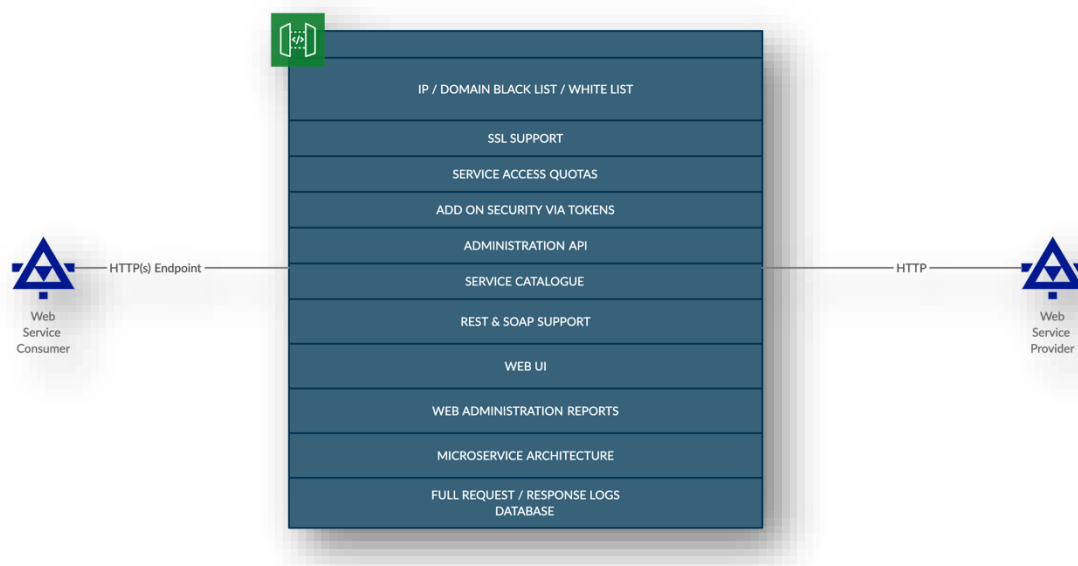 </>
IP / DOMAIN BLACK LIST / WHITE LIST
SSL SUPPORT
SERVICE ACCESS QUOTAS
ADD ON SECURITY VIA TOKENS
ADMINISTRATION API
SERVICE CATALOGUE
REST & SOAP SUPPORT
WEB UI
WEB ADMINISTRATION REPORTS
MICROSERVICE ARCHITECTURE
FULL REQUEST / RESPONSE LOGS
DATABASE
HTTP(s) Endpoint
Web
Service
Consumer
HTTP
Web
Service
Provider